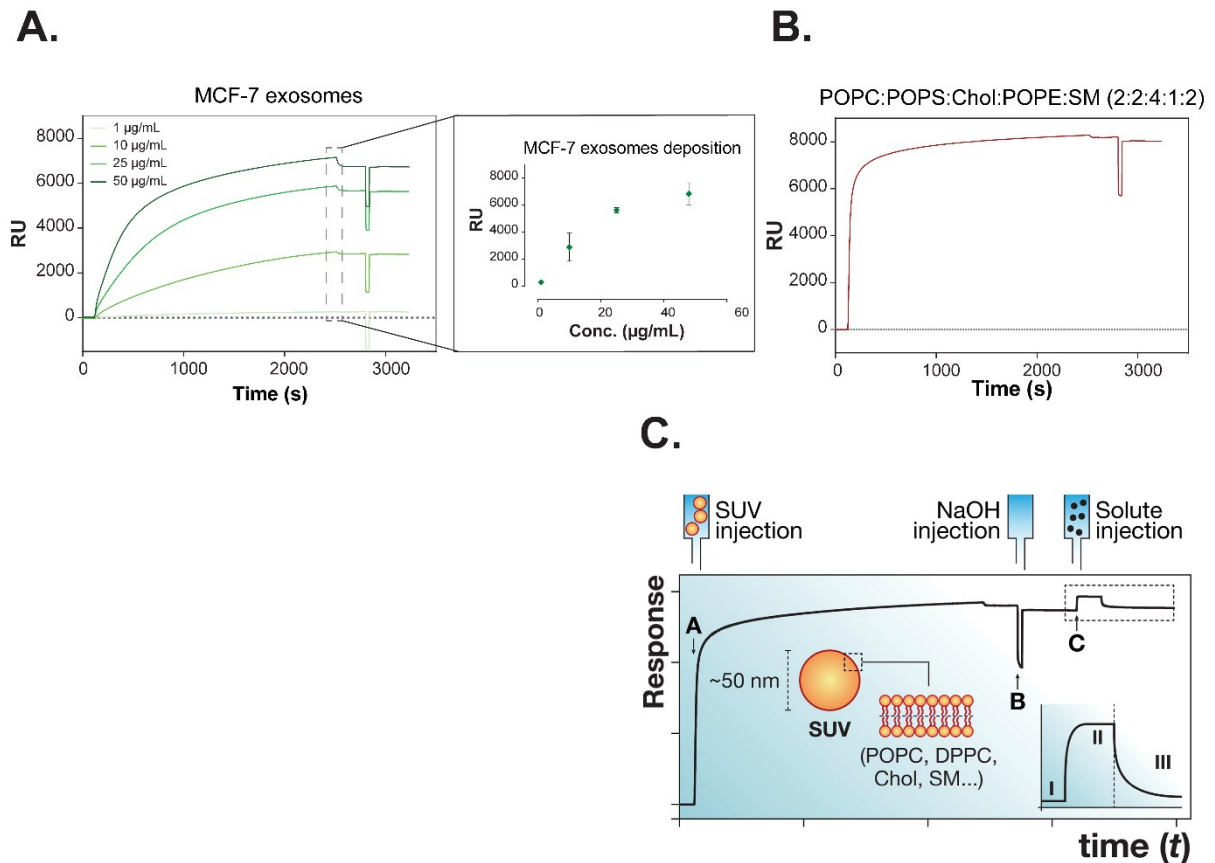 A.
MCF-7 exosomes
8000
6000
4000
2000
0
RU
1 µg/mL
10 µg/mL
25 µg/mL
50 µg/mL
0
1000
2000
3000
Time (s)
MCF-7 exosomes deposition
8000
6000
4000
2000
0
RU
0
20
40
60
Conc. (µg/mL)
B.
POPC:POPS:Chol:POPE:SM (2:2:4:1:2)
8000
6000
4000
2000
0
RU
0
1000
2000
3000
Time (s)
C.
SUV
injection
NaOH
injection
Solute
injection
Response
A
~50 nm
SUV
(POPC, DPPC,
Chol, SM...)
B
C
I
II
III
time (t)